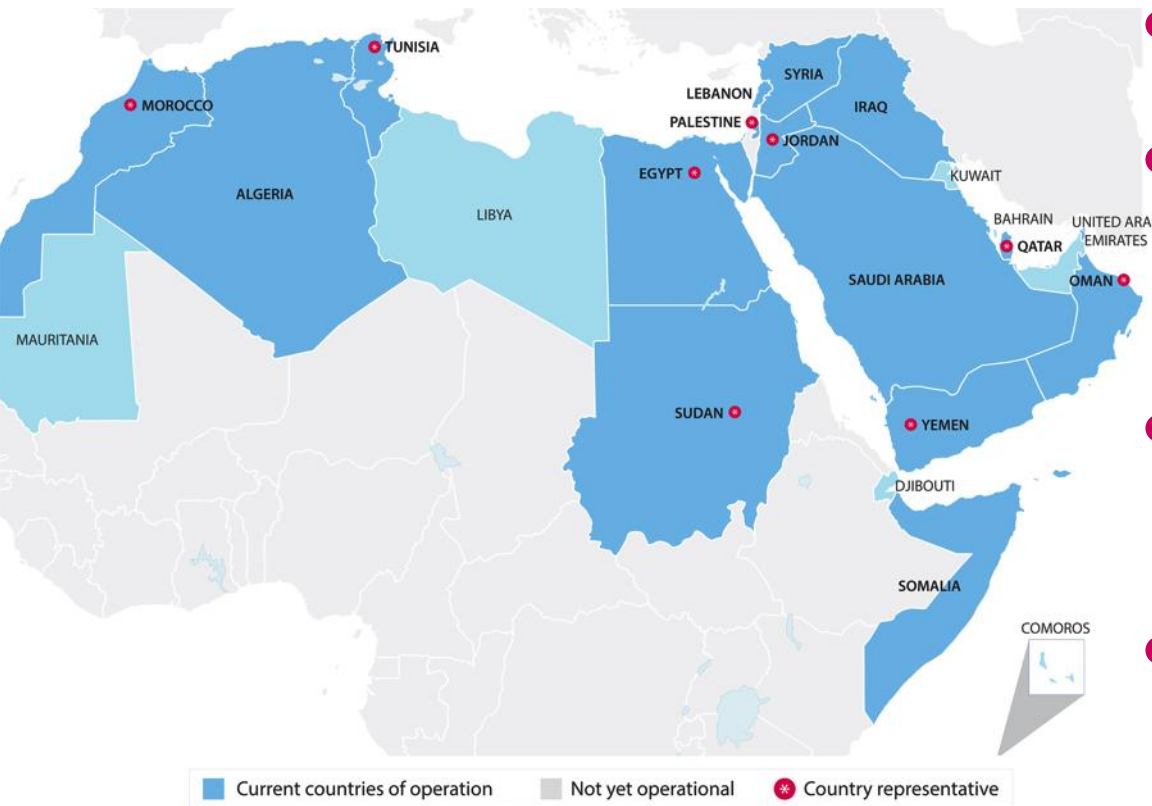 TUNISIA
MOROCCO
SYRIA
LEBANON
IRAQ
PALESTINE
JORDAN
EGYPT
KUWAIT
ALGERIA
LIBYA
BAHRAIN
UNITED ARA
EMIRATES
QATAR
SAUDI ARABIA
OMAN
MAURITANIA
SUDAN
YEMEN
DJIBOUTI
SOMALIA
COMOROS
Current countries of operation
Not yet operational
Country representative